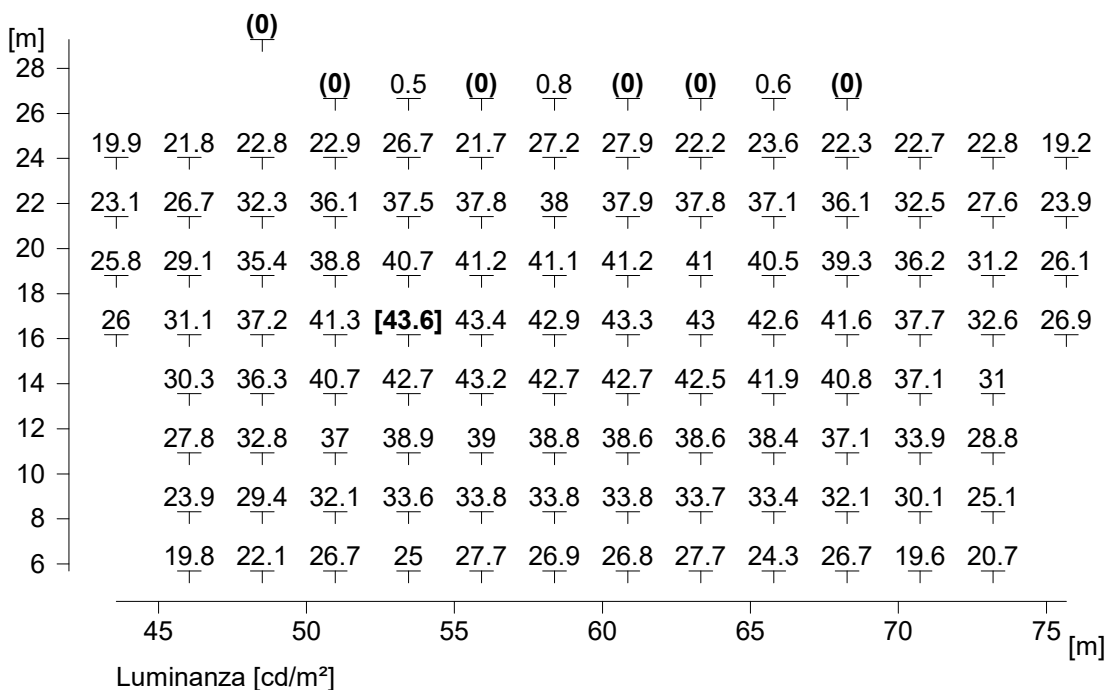 (0)
[m]
28
(0) 0.5 (0) 0.8 (0) (0) 0.6 (0)
26
19.9 21.8 22.8 22.9 26.7 21.7 27.2 27.9 22.2 23.6 22.3 22.7 22.8 19.2
24
23.1 26.7 32.3 36.1 37.5 37.8 38 37.9 37.8 37.1 36.1 32.5 27.6 23.9
22
20 25.8 29.1 35.4 38.8 40.7 41.2 41.1 41.2 41 40.5 39.3 36.2 31.2 26.1
18
26 31.1 37.2 41.3 [43.6] 43.4 42.9 43.3 43 42.6 41.6 37.7 32.6 26.9
16
14 30.3 36.3 40.7 42.7 43.2 42.7 42.7 42.5 41.9 40.8 37.1 31
12 27.8 32.8 37 38.9 39 38.8 38.6 38.6 38.4 37.1 33.9 28.8
10
23.9 29.4 32.1 33.6 33.8 33.8 33.8 33.7 33.4 32.1 30.1 25.1
8
6 19.8 22.1 26.7 25 27.7 26.9 26.8 27.7 24.3 26.7 19.6 20.7
45 50 55 60 65 70 75 [m]
Luminanza [cd/m²]